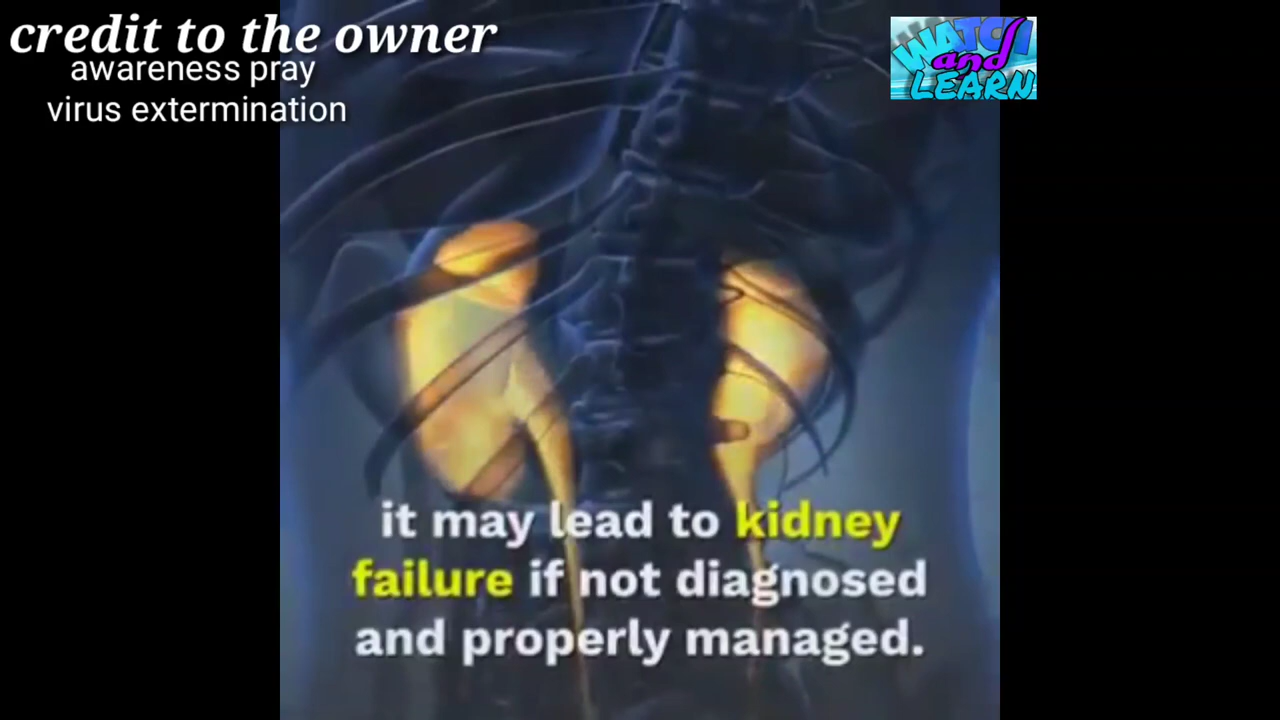 credit to the owner
awareness pray
virus extermination
WATCH
and
LEARN
it may lead to kidney
failure if not diagnosed
and properly managed.